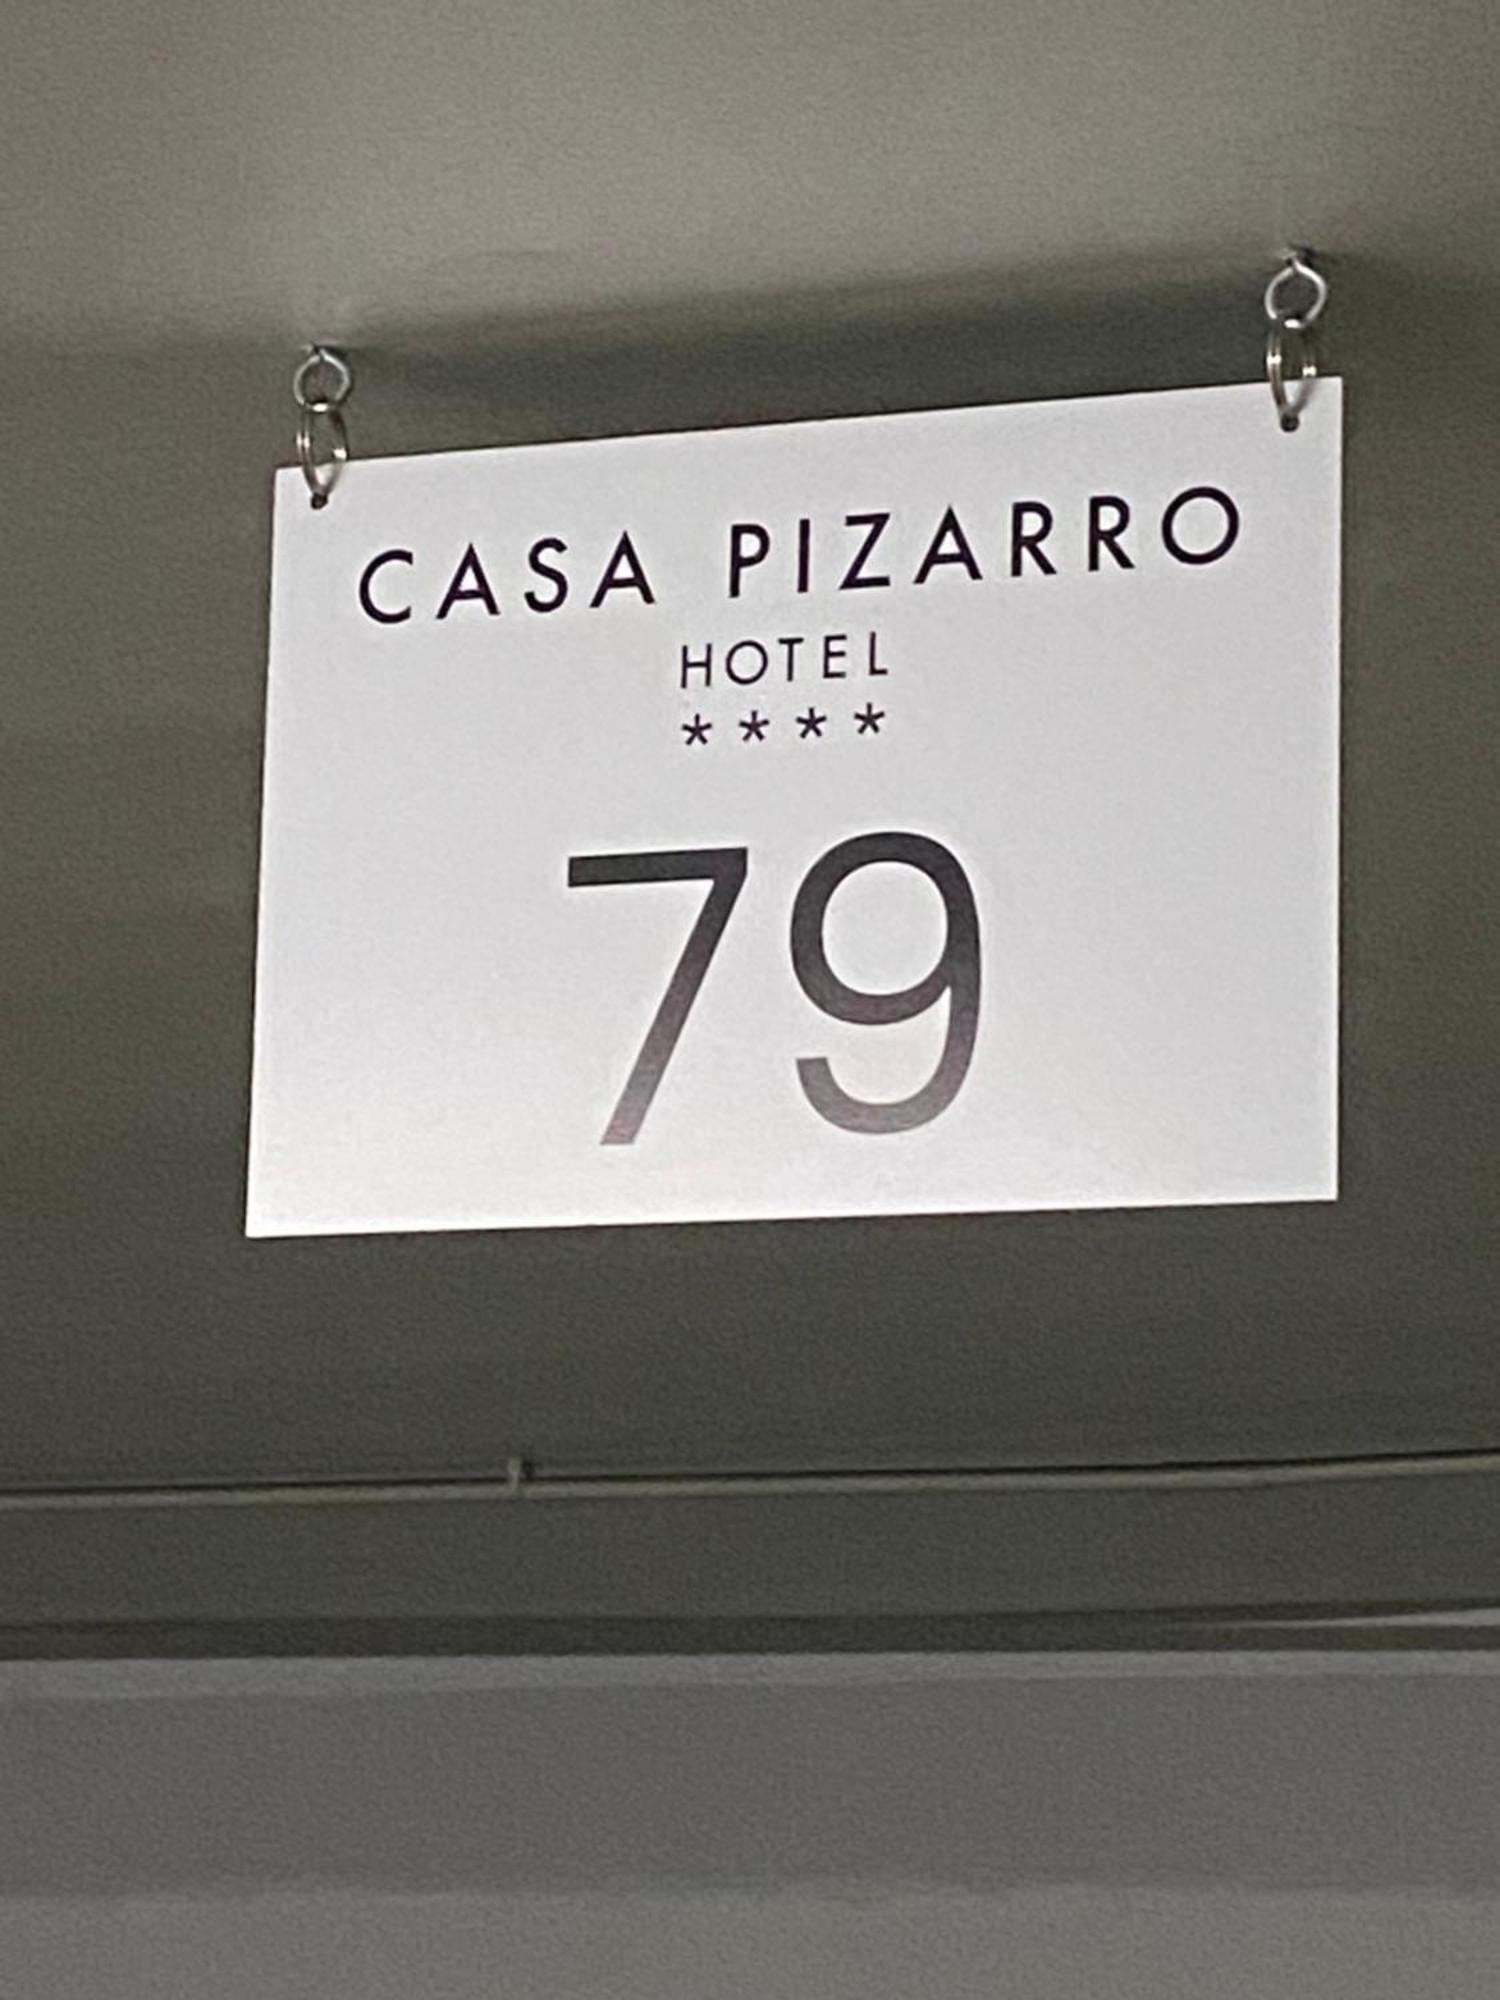 CASA PIZARRO
HOTEL
****
79